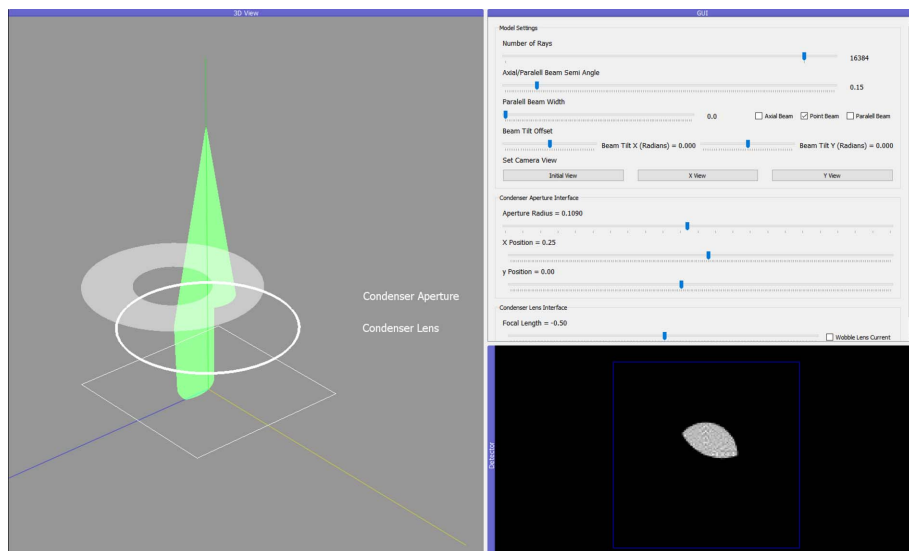 3D View
Condenser Aperture
Condenser Lens
GUI
Model Settings
Number of Rays
16384
Axial/Paralell Beam Semi Angle
0.15
Paralell Beam Width
0.0 Axial Beam Point Beam Paralell Beam
Beam Tilt Offset
Beam Tilt X (Radians) = 0.000 Beam Tilt Y (Radians) = 0.000
Set Camera View
Initial View X View Y View
Condenser Aperture Interface
Aperture Radius = 0.1090
X Position = 0.25
y Position = 0.00
Condenser Lens Interface
Focal Length = -0.50
Wobble Lens Current
Detector